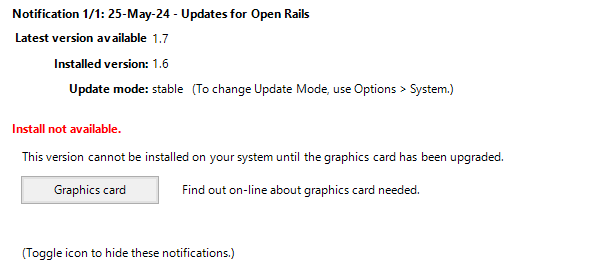 Notification 1/1: 25-May-24 - Updates for Open Rails
Latest version available 1.7
Installed version: 1.6
Update mode: stable (To change Update Mode, use Options > System.)
Install not available.
This version cannot be installed on your system until the graphics card has been upgraded.
Graphics card Find out on-line about graphics card needed.
(Toggle icon to hide these notifications.)